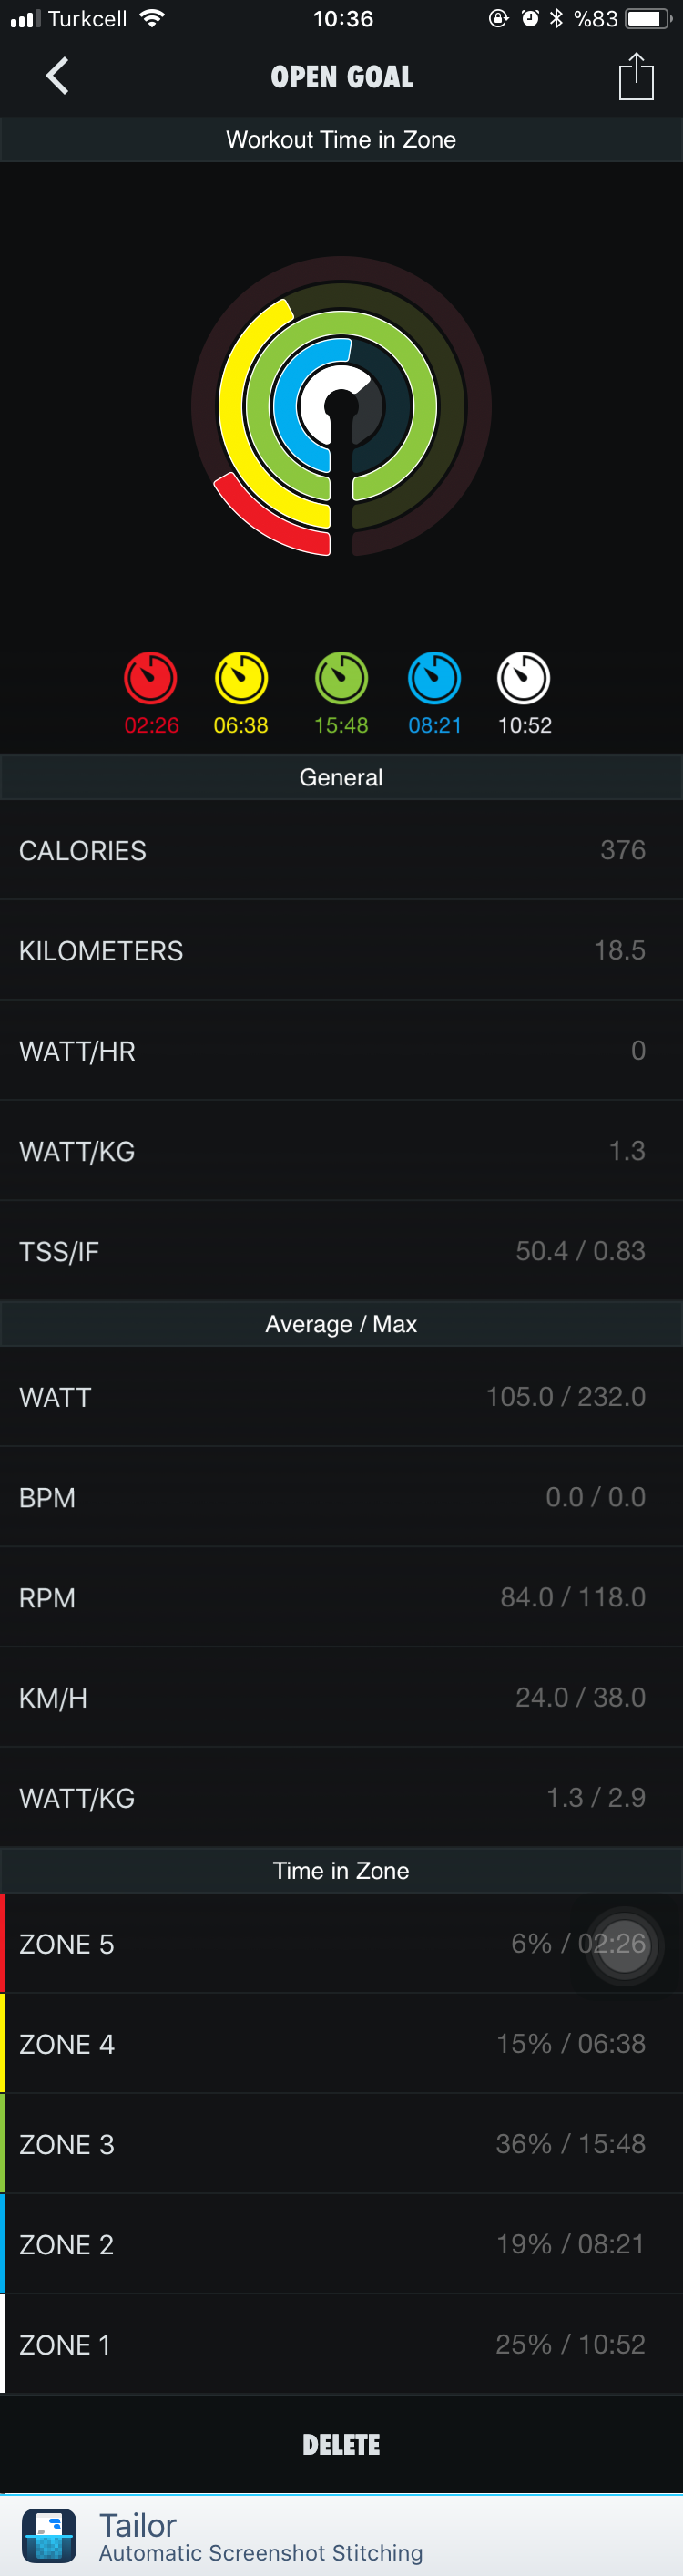 Turkcell 10:36 %83
OPEN GOAL
Workout Time in Zone
02:26 06:38 15:48 08:21 10:52
General
CALORIES 376
KILOMETERS 18.5
WATT/HR 0
WATT/KG 1.3
TSS/IF 50.4 / 0.83
Average / Max
WATT 105.0 / 232.0
BPM 0.0 / 0.0
RPM 84.0 / 118.0
KM/H 24.0 / 38.0
WATT/KG 1.3 / 2.9
Time in Zone
ZONE 5 6% / 02:26
ZONE 4 15% / 06:38
ZONE 3 36% / 15:48
ZONE 2 19% / 08:21
ZONE 1 25% / 10:52
DELETE
Tailor
Automatic Screenshot Stitching